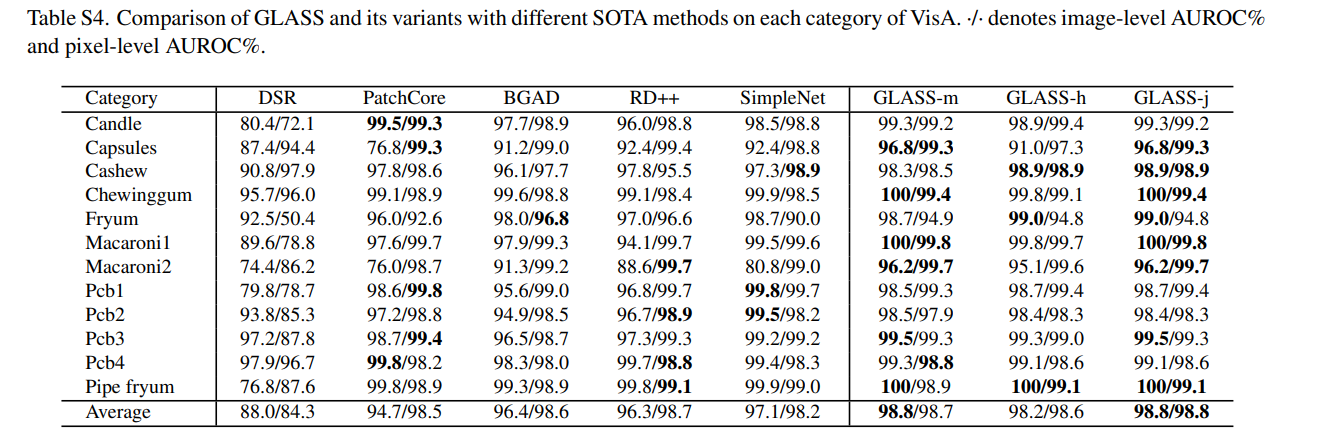 Table S4. Comparison of GLASS and its variants with different SOTA methods on each category of VisA. ·/· denotes image-level AUROC%
and pixel-level AUROC%.
Category DSR PatchCore BGAD RD++ SimpleNet GLASS-m GLASS-h GLASS-j
Candle 80.4/72.1 99.5/99.3 97.7/98.9 96.0/98.8 98.5/98.8 99.3/99.2 98.9/99.4 99.3/99.2
Capsules 87.4/94.4 76.8/99.3 91.2/99.0 92.4/99.4 92.4/98.8 96.8/99.3 91.0/97.3 96.8/99.3
Cashew 90.8/97.9 97.8/98.6 96.1/97.7 97.8/95.5 97.3/98.9 98.3/98.5 98.9/98.9 98.9/98.9
Chewinggum 95.7/96.0 99.1/98.9 99.6/98.8 99.1/98.4 99.9/98.5 100/99.4 99.8/99.1 100/99.4
Fryum 92.5/50.4 96.0/92.6 98.0/96.8 97.0/96.6 98.7/90.0 98.7/94.9 99.0/94.8 99.0/94.8
Macaroni1 89.6/78.8 97.6/99.7 97.9/99.3 94.1/99.7 99.5/99.6 100/99.8 99.8/99.7 100/99.8
Macaroni2 74.4/86.2 76.0/98.7 91.3/99.2 88.6/99.7 80.8/99.0 96.2/99.7 95.1/99.6 96.2/99.7
Pcb1 79.8/78.7 98.6/99.8 95.6/99.0 96.8/99.7 99.8/99.7 98.5/99.3 98.7/99.4 98.7/99.4
Pcb2 93.8/85.3 97.2/98.8 94.9/98.5 96.7/98.9 99.5/98.2 98.5/97.9 98.4/98.3 98.4/98.3
Pcb3 97.2/87.8 98.7/99.4 96.5/98.7 97.3/99.3 99.2/99.2 99.5/99.3 99.3/99.0 99.5/99.3
Pcb4 97.9/96.7 99.8/98.2 98.3/98.0 99.7/98.8 99.4/98.3 99.3/98.8 99.1/98.6 99.1/98.6
Pipe fryum 76.8/87.6 99.8/98.9 99.3/98.9 99.8/99.1 99.9/99.0 100/98.9 100/99.1 100/99.1
Average 88.0/84.3 94.7/98.5 96.4/98.6 96.3/98.7 97.1/98.2 98.8/98.7 98.2/98.6 98.8/98.8